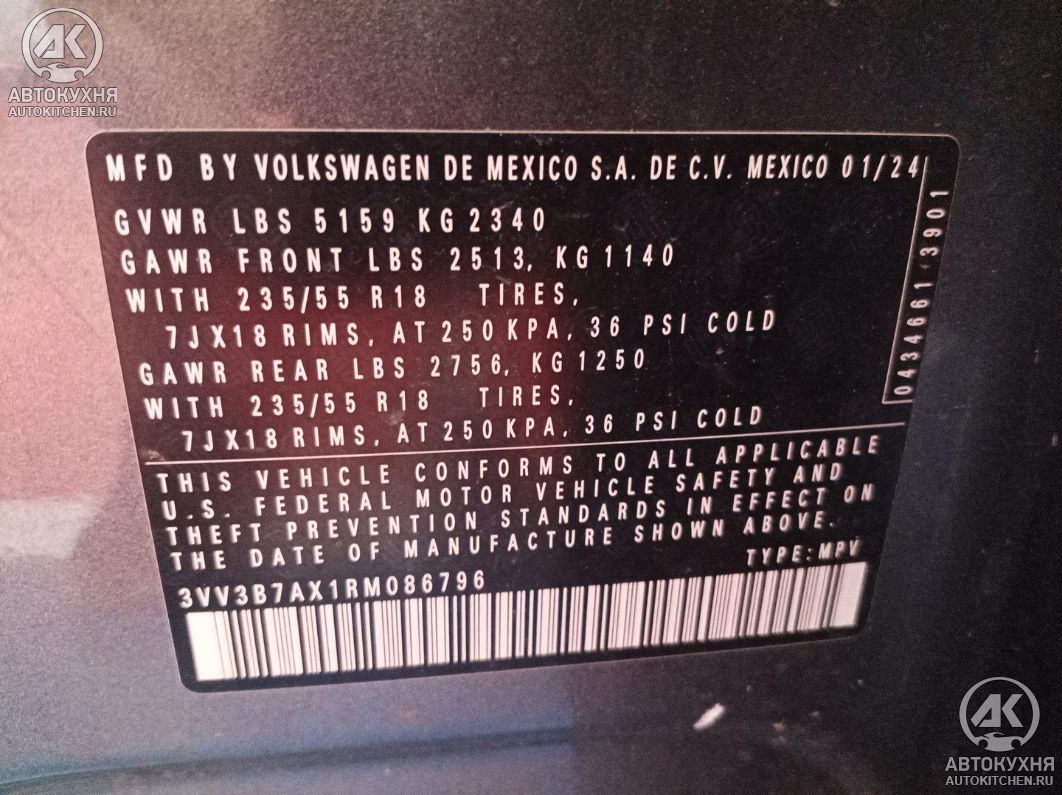 AK
АВТОКУХНЯ
AUTOKITCHEN.RU
MFD BY VOLKSWAGEN DE MEXICO S.A. DE C.V. MEXICO 01/24
GVWR LBS 5159 KG 2340
GAWR FRONT LBS 2513, KG 1140
WITH 235/55 R18 TIRES,
7JX18 RIMS, AT 250 KPA, 36 PSI COLD
GAWR REAR LBS 2756, KG 1250
WITH 235/55 R18 TIRES,
7JX18 RIMS, AT 250 KPA, 36 PSI COLD
04346613901
THIS VEHICLE CONFORMS TO ALL APPLICABLE
U.S. FEDERAL MOTOR VEHICLE SAFETY AND
THEFT PREVENTION STANDARDS IN EFFECT ON
THE DATE OF MANUFACTURE SHOWN ABOVE.
TYPE: MPV
3VV3B7AX1RM086796
AK
АВТОКУХНЯ
AUTOKITCHEN.RU